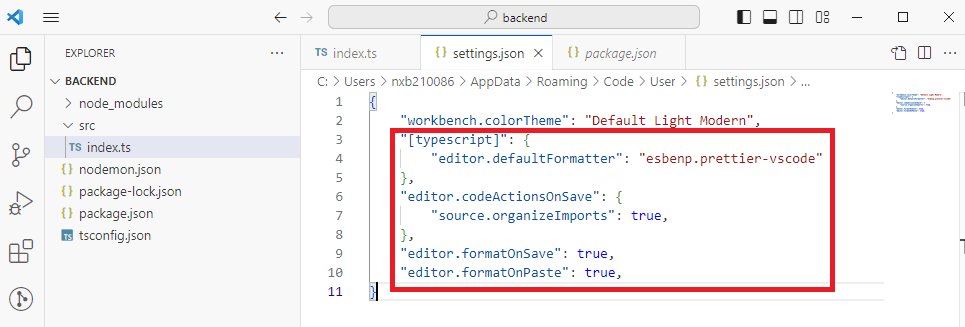 backend
EXPLORER
BACKEND
node_modules
src
TS index.ts
nodemon.json
package-lock.json
package.json
tsconfig.json
TS index.ts
{} settings.json
{} package.json
C: > Users > nxb210086 > AppData > Roaming > Code > User > {} settings.json > ...
1 {
2 "workbench.colorTheme": "Default Light Modern",
3 "[typescript]": {
4 "editor.defaultFormatter": "esbenp.prettier-vscode"
5 },
6 "editor.codeActionsOnSave": {
7 "source.organizeImports": true,
8 },
9 "editor.formatOnSave": true,
10 "editor.formatOnPaste": true,
11 }